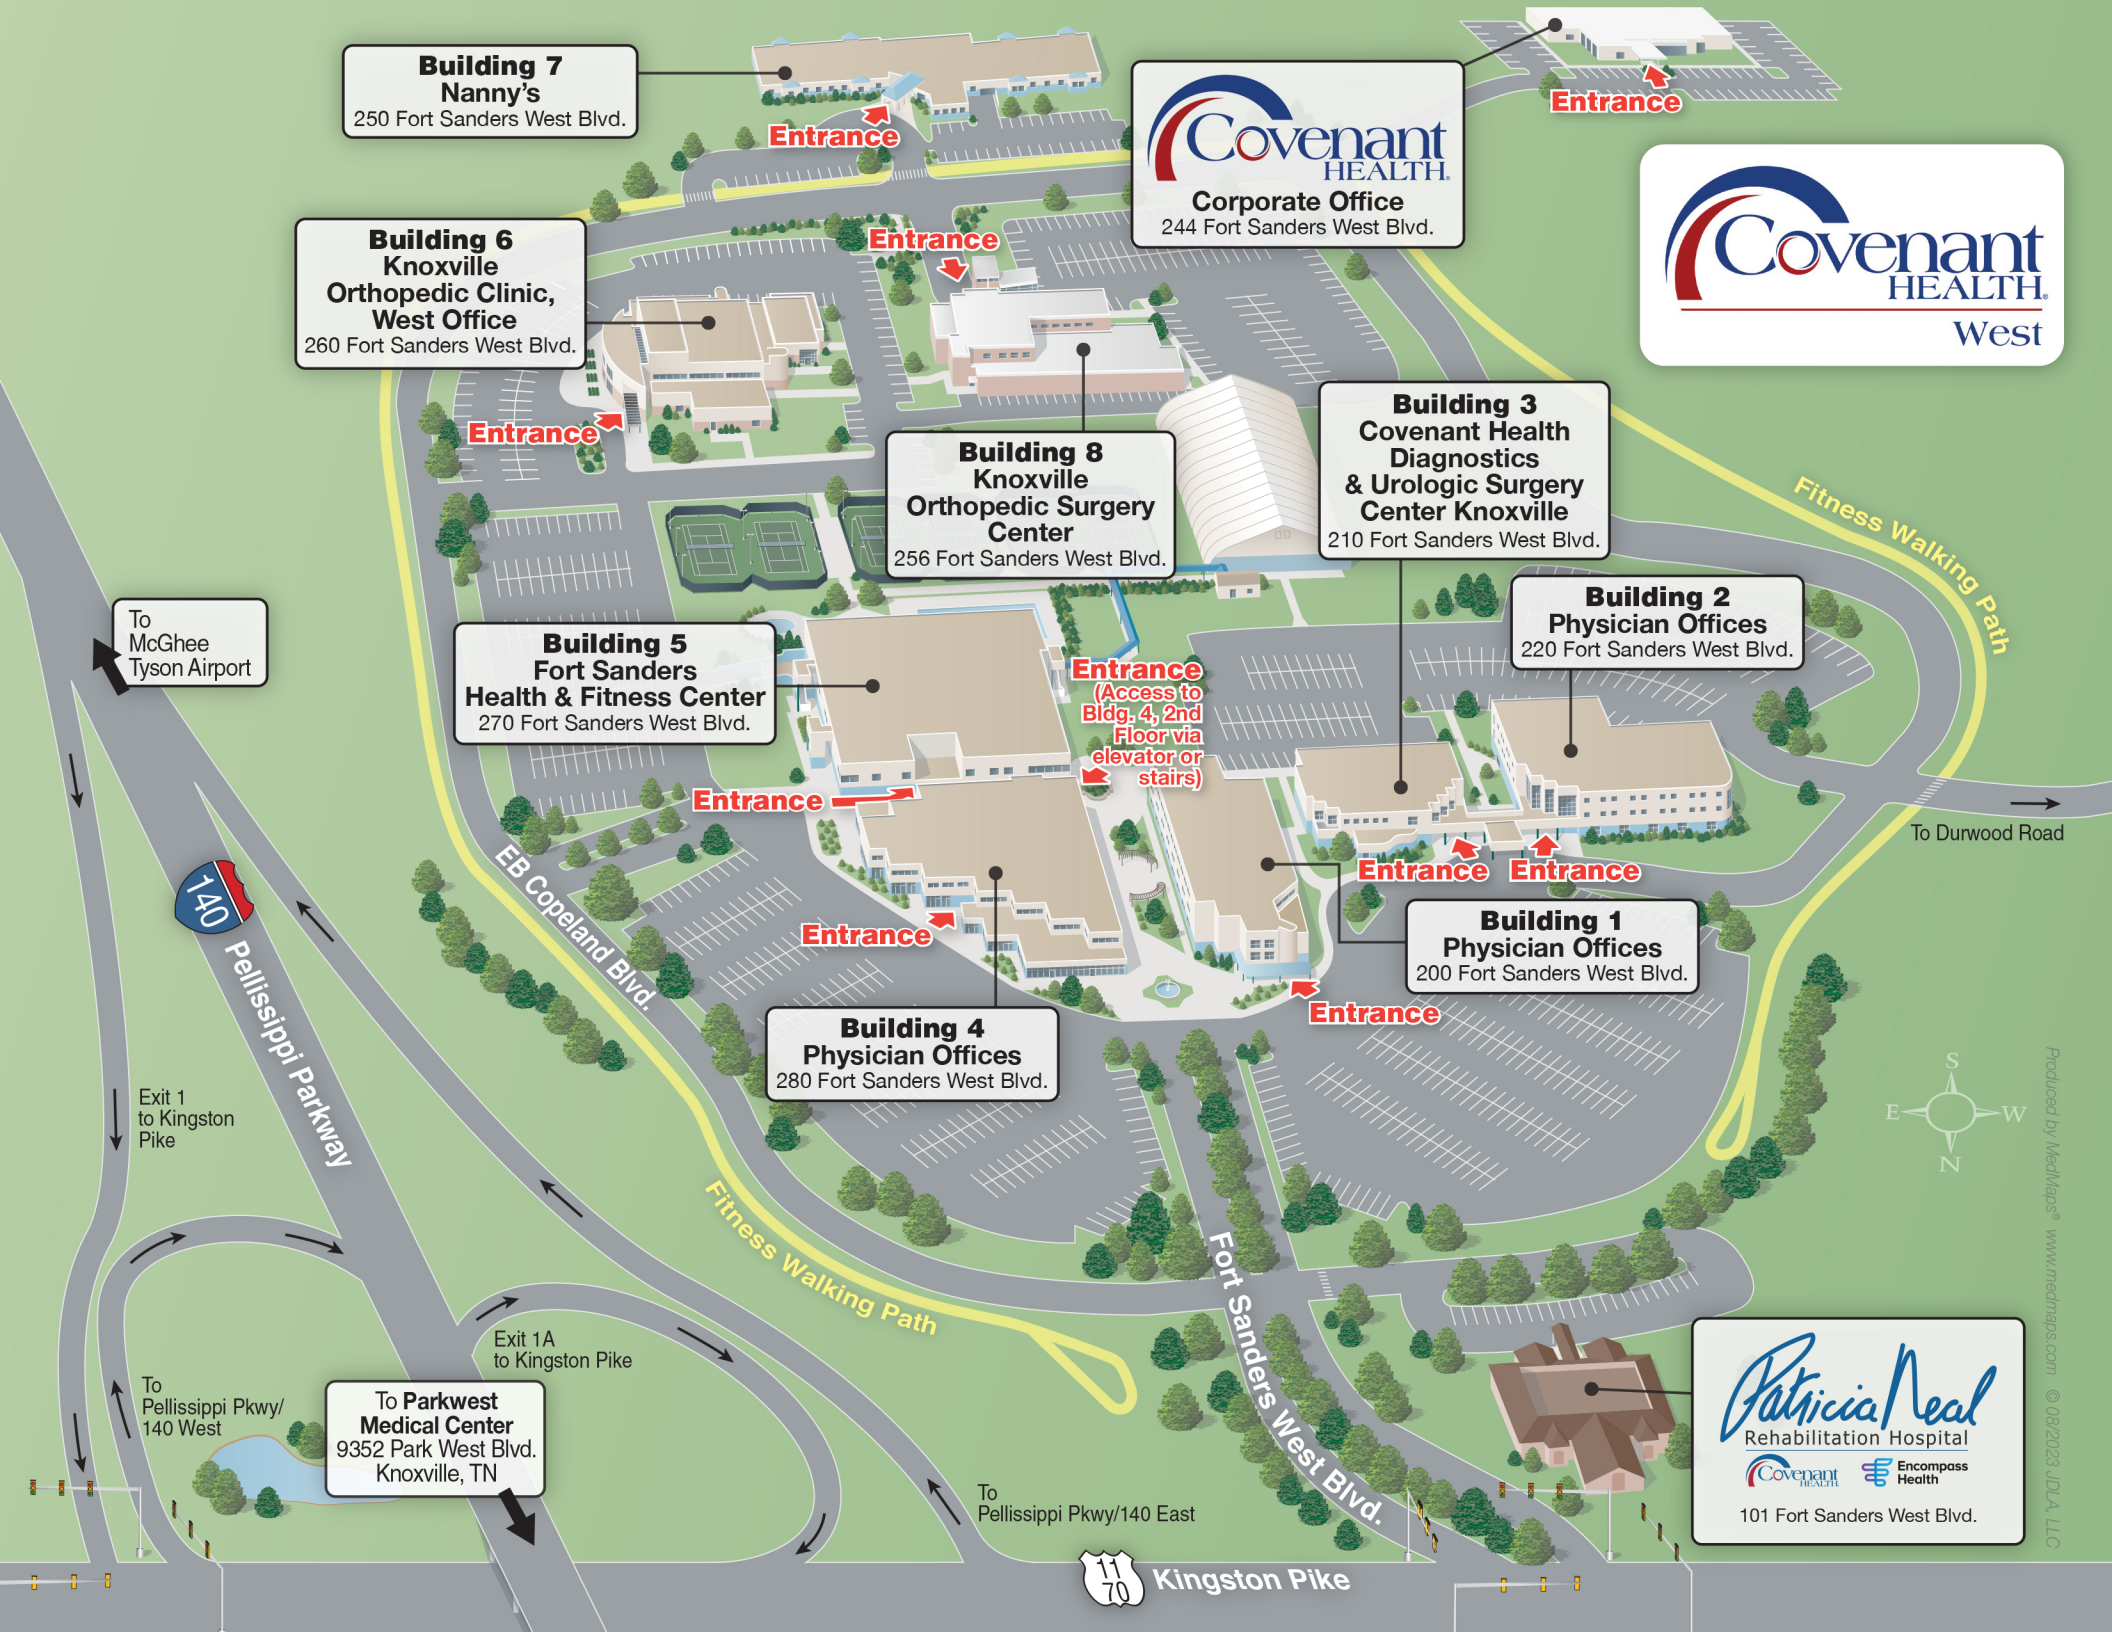 Building 7
Nanny's
250 Fort Sanders West Blvd.
Entrance
Covenant
HEALTH®
Corporate Office
244 Fort Sanders West Blvd.
Entrance
Covenant
HEALTH®
West
Building 6
Knoxville
Orthopedic Clinic,
West Office
260 Fort Sanders West Blvd.
Entrance
Entrance
Building 8
Knoxville
Orthopedic Surgery
Center
256 Fort Sanders West Blvd.
Building 3
Covenant Health
Diagnostics
& Urologic Surgery
Center Knoxville
210 Fort Sanders West Blvd.
Fitness Walking Path
Building 2
Physician Offices
220 Fort Sanders West Blvd.
To
McGhee
Tyson Airport
Building 5
Fort Sanders
Health & Fitness Center
270 Fort Sanders West Blvd.
Entrance
(Access to
Bldg. 4, 2nd
Floor via
elevator or
stairs)
Entrance
To Durwood Road
Entrance
Entrance
EB Copeland Blvd.
140
Pellissippi Parkway
Entrance
Building 1
Physician Offices
200 Fort Sanders West Blvd.
Entrance
Building 4
Physician Offices
280 Fort Sanders West Blvd.
S
E
W
N
Exit 1
to Kingston
Pike
Fitness Walking Path
Fort Sanders West Blvd.
Exit 1A
to Kingston Pike
To
Pellissippi Pkwy/
140 West
To Parkwest
Medical Center
9352 Park West Blvd.
Knoxville, TN
To
Pellissippi Pkwy/140 East
Patricia Neal
Rehabilitation Hospital
Covenant
HEALTH
Encompass
Health
101 Fort Sanders West Blvd.
11
70
Kingston Pike
Produced by MedMaps® www.medmaps.com © 08/2023 JDLA, LLC